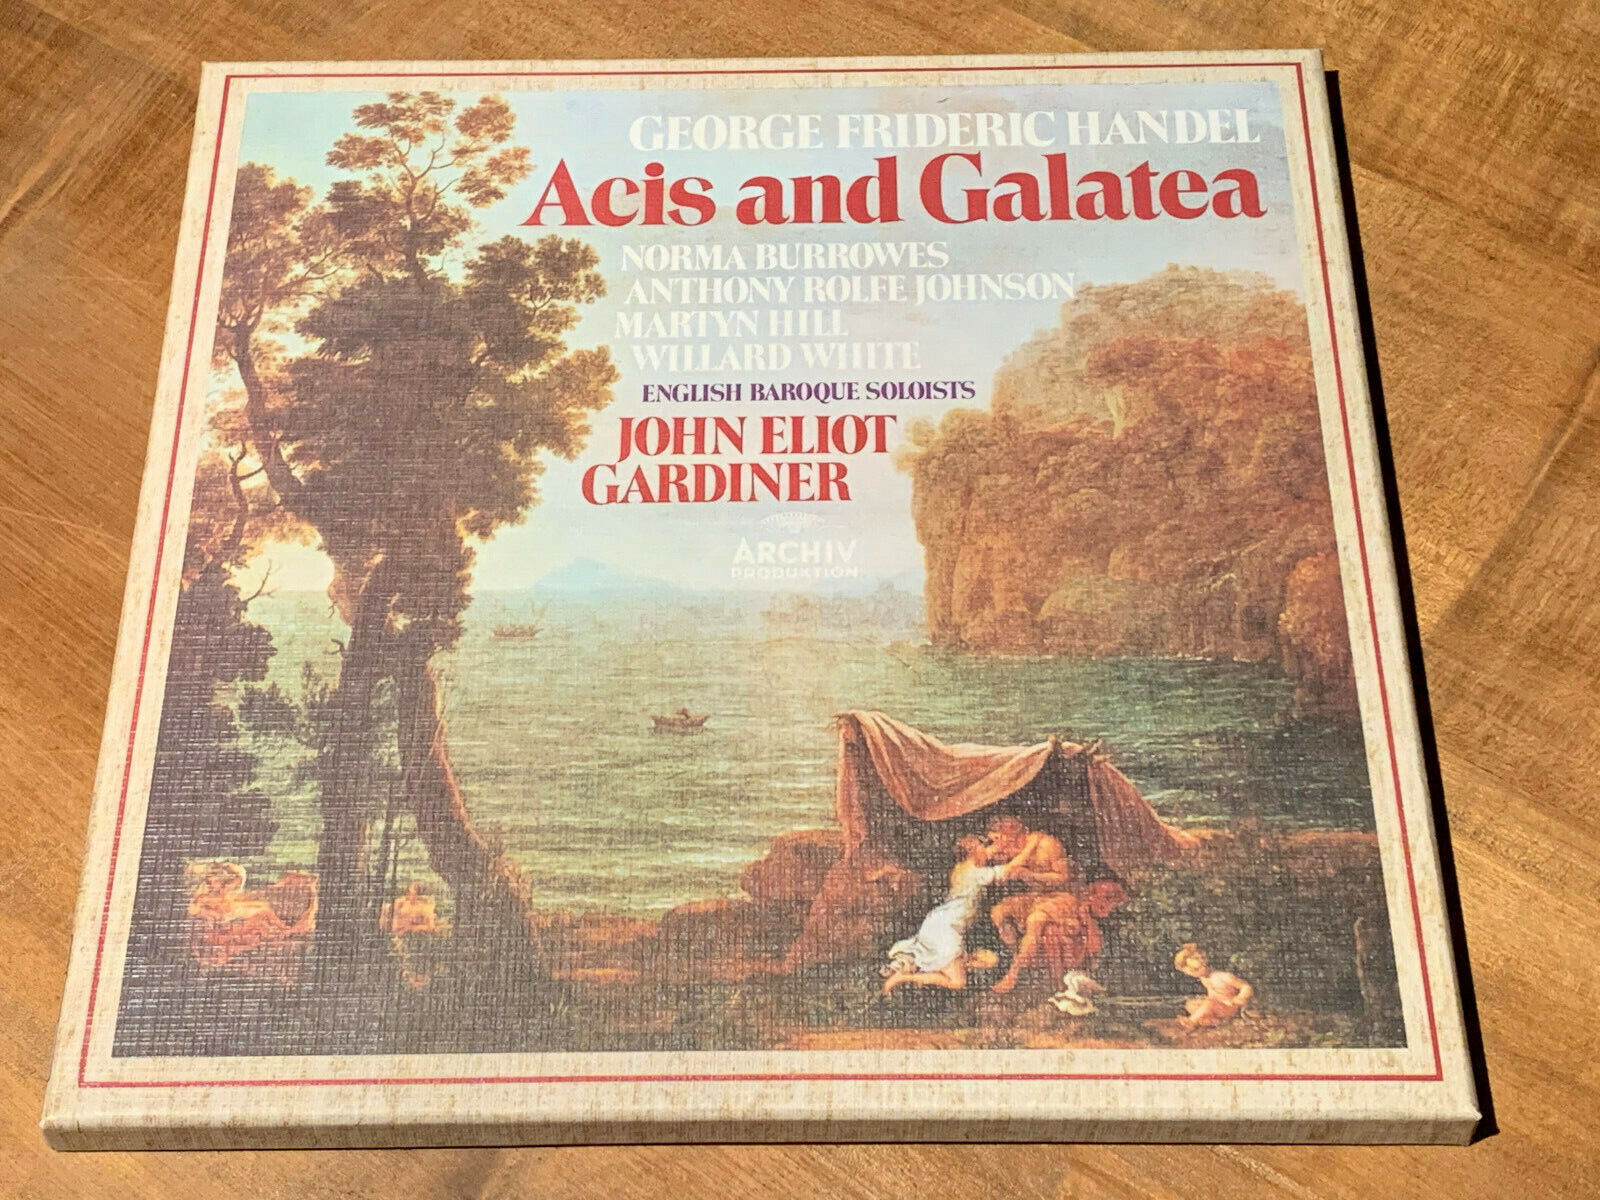 GEORGE FRIDERIC HANDEL
Acis and Galatea
NORMA BURROWES
ANTHONY ROLFE JOHNSON
MARTYN HILL
WILLARD WHITE
ENGLISH BAROQUE SOLOISTS
JOHN ELIOT
GARDINER
ARCHIV
PRODUKTION